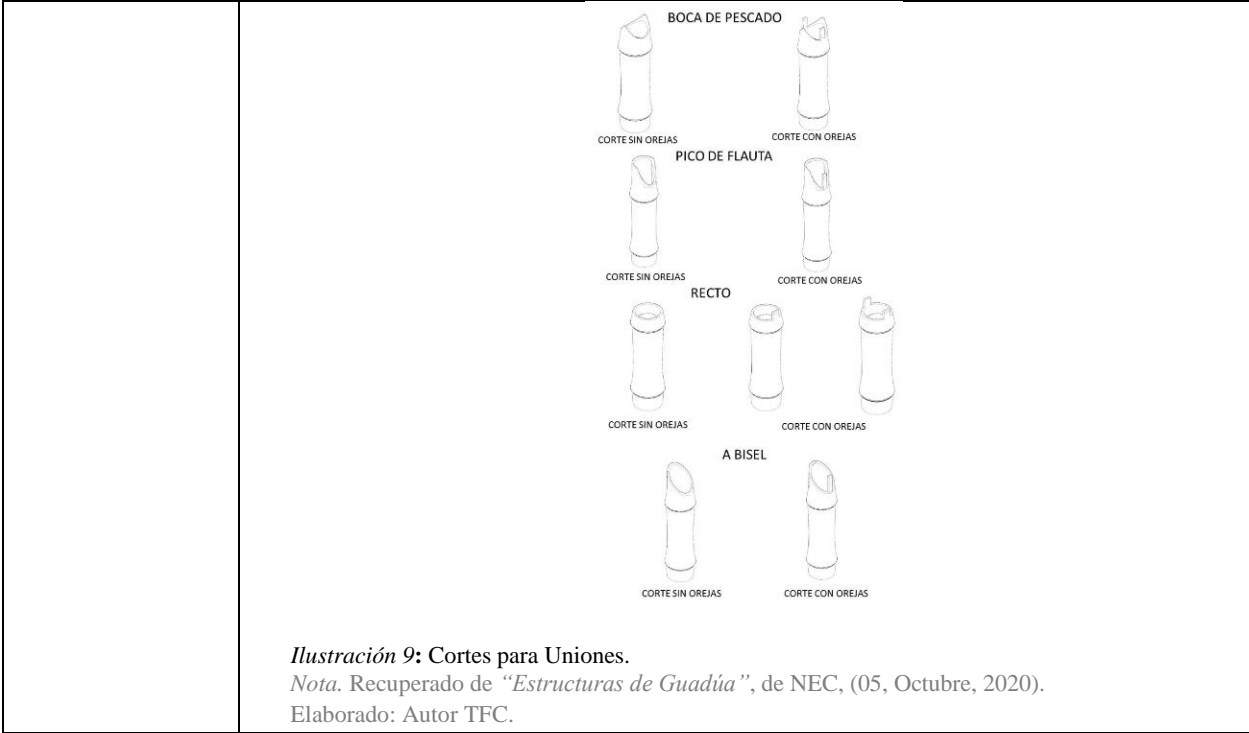 BOCA DE PESCADO
CORTE SIN OREJAS
CORTE CON OREJAS
PICO DE FLAUTA
CORTE SIN OREJAS
CORTE CON OREJAS
RECTO
CORTE SIN OREJAS
CORTE CON OREJAS
A BISEL
CORTE SIN OREJAS
CORTE CON OREJAS
Ilustración 9: Cortes para Uniones.
Nota. Recuperado de “Estructuras de Guadúa”, de NEC, (05, Octubre, 2020).
Elaborado: Autor TFC.